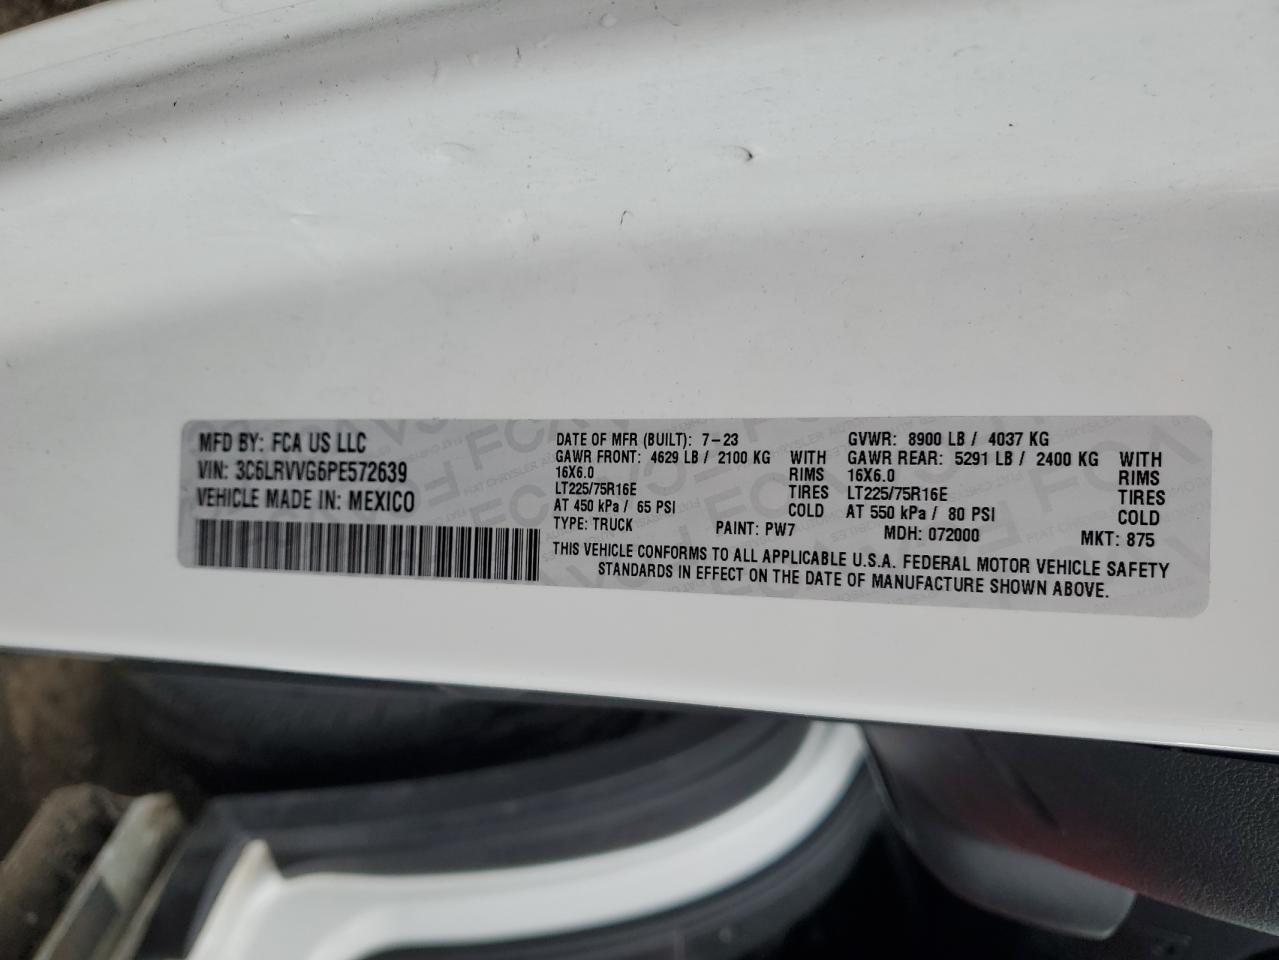 MFD BY: FCA US LLC
VIN: 3C6LRVVG6PE572639
VEHICLE MADE IN: MEXICO
DATE OF MFR (BUILT): 7-23
GAWR FRONT: 4629 LB / 2100 KG WITH
16X6.0 RIMS
LT225/75R16E TIRES
AT 450 kPa / 65 PSI COLD
GVWR: 8900 LB / 4037 KG
GAWR REAR: 5291 LB / 2400 KG WITH
16X6.0 RIMS
LT225/75R16E TIRES
AT 550 kPa / 80 PSI COLD
TYPE: TRUCK PAINT: PW7 MDH: 072000 MKT: 875
THIS VEHICLE CONFORMS TO ALL APPLICABLE U.S.A. FEDERAL MOTOR VEHICLE SAFETY
STANDARDS IN EFFECT ON THE DATE OF MANUFACTURE SHOWN ABOVE.